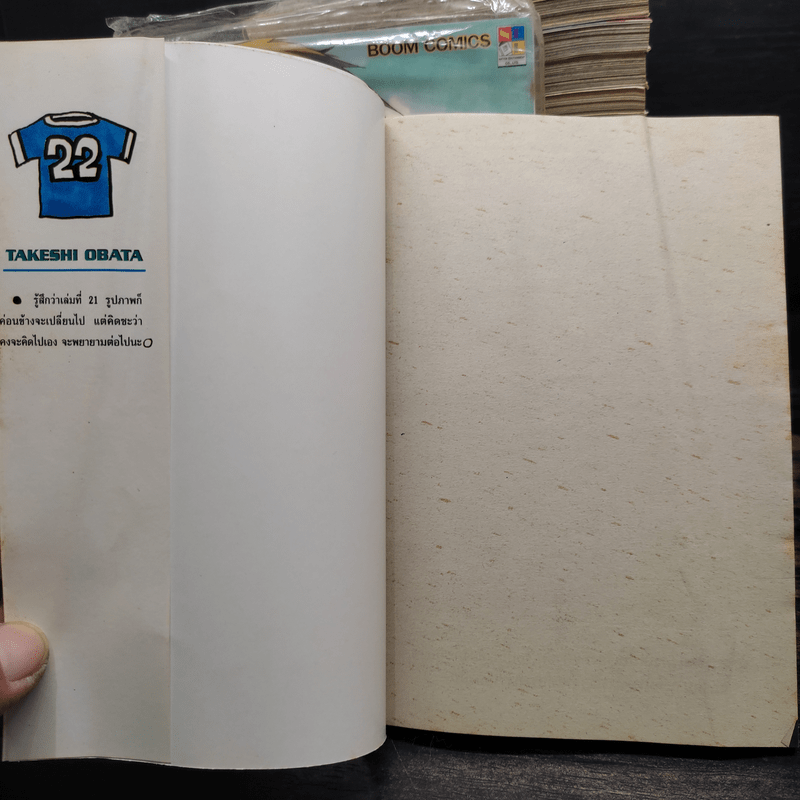 BOOM COMICS
22
TAKESHI OBATA
● รู้สึกว่าเล่มที่ 21 รูปภาพก็
ค่อนข้างจะเปลี่ยนไป แต่คิดซะว่า
คงจะคิดไปเอง จะพยายามต่อไปนะ○